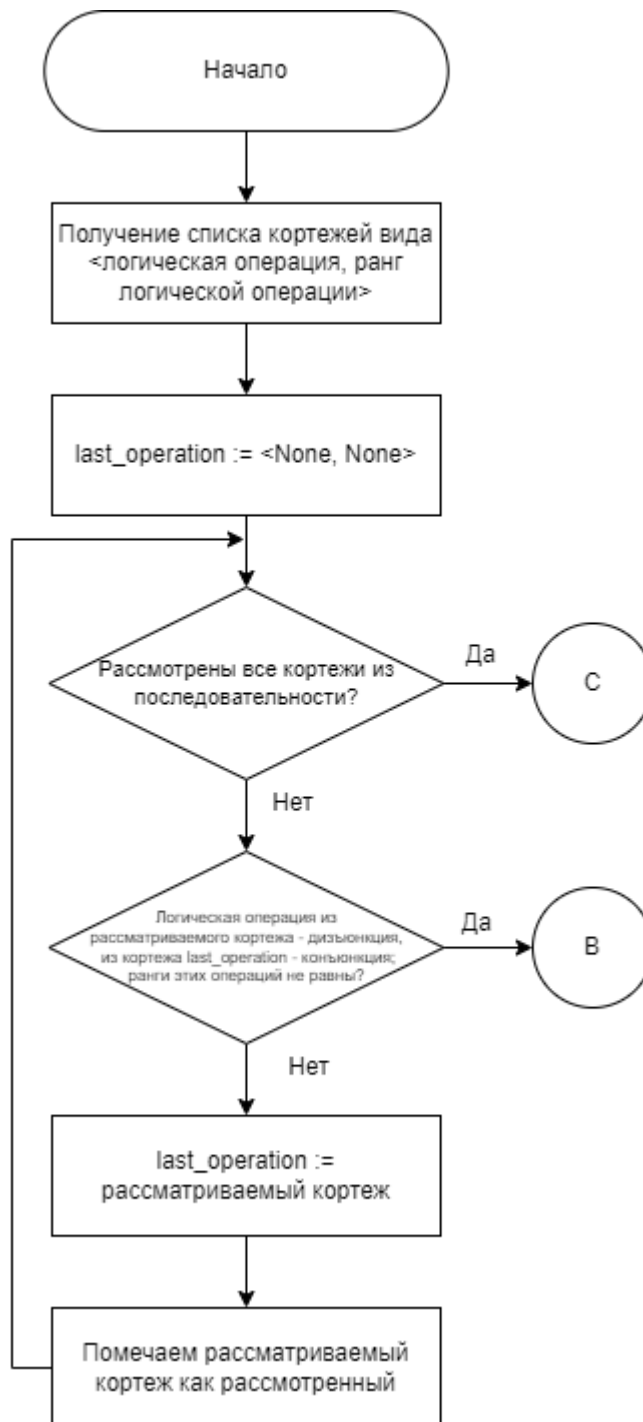 Начало
Получение списка кортежей вида
<логическая операция, ранг
логической операции>
last_operation := <None, None>
Рассмотрены все кортежи из
последовательности?
Да
C
Нет
Логическая операция из
рассматриваемого кортежа - дизъюнкция,
из кортежа last_operation - конъюнкция;
ранги этих операций не равны?
Да
B
Нет
last_operation :=
рассматриваемый кортеж
Помечаем рассматриваемый
кортеж как рассмотренный